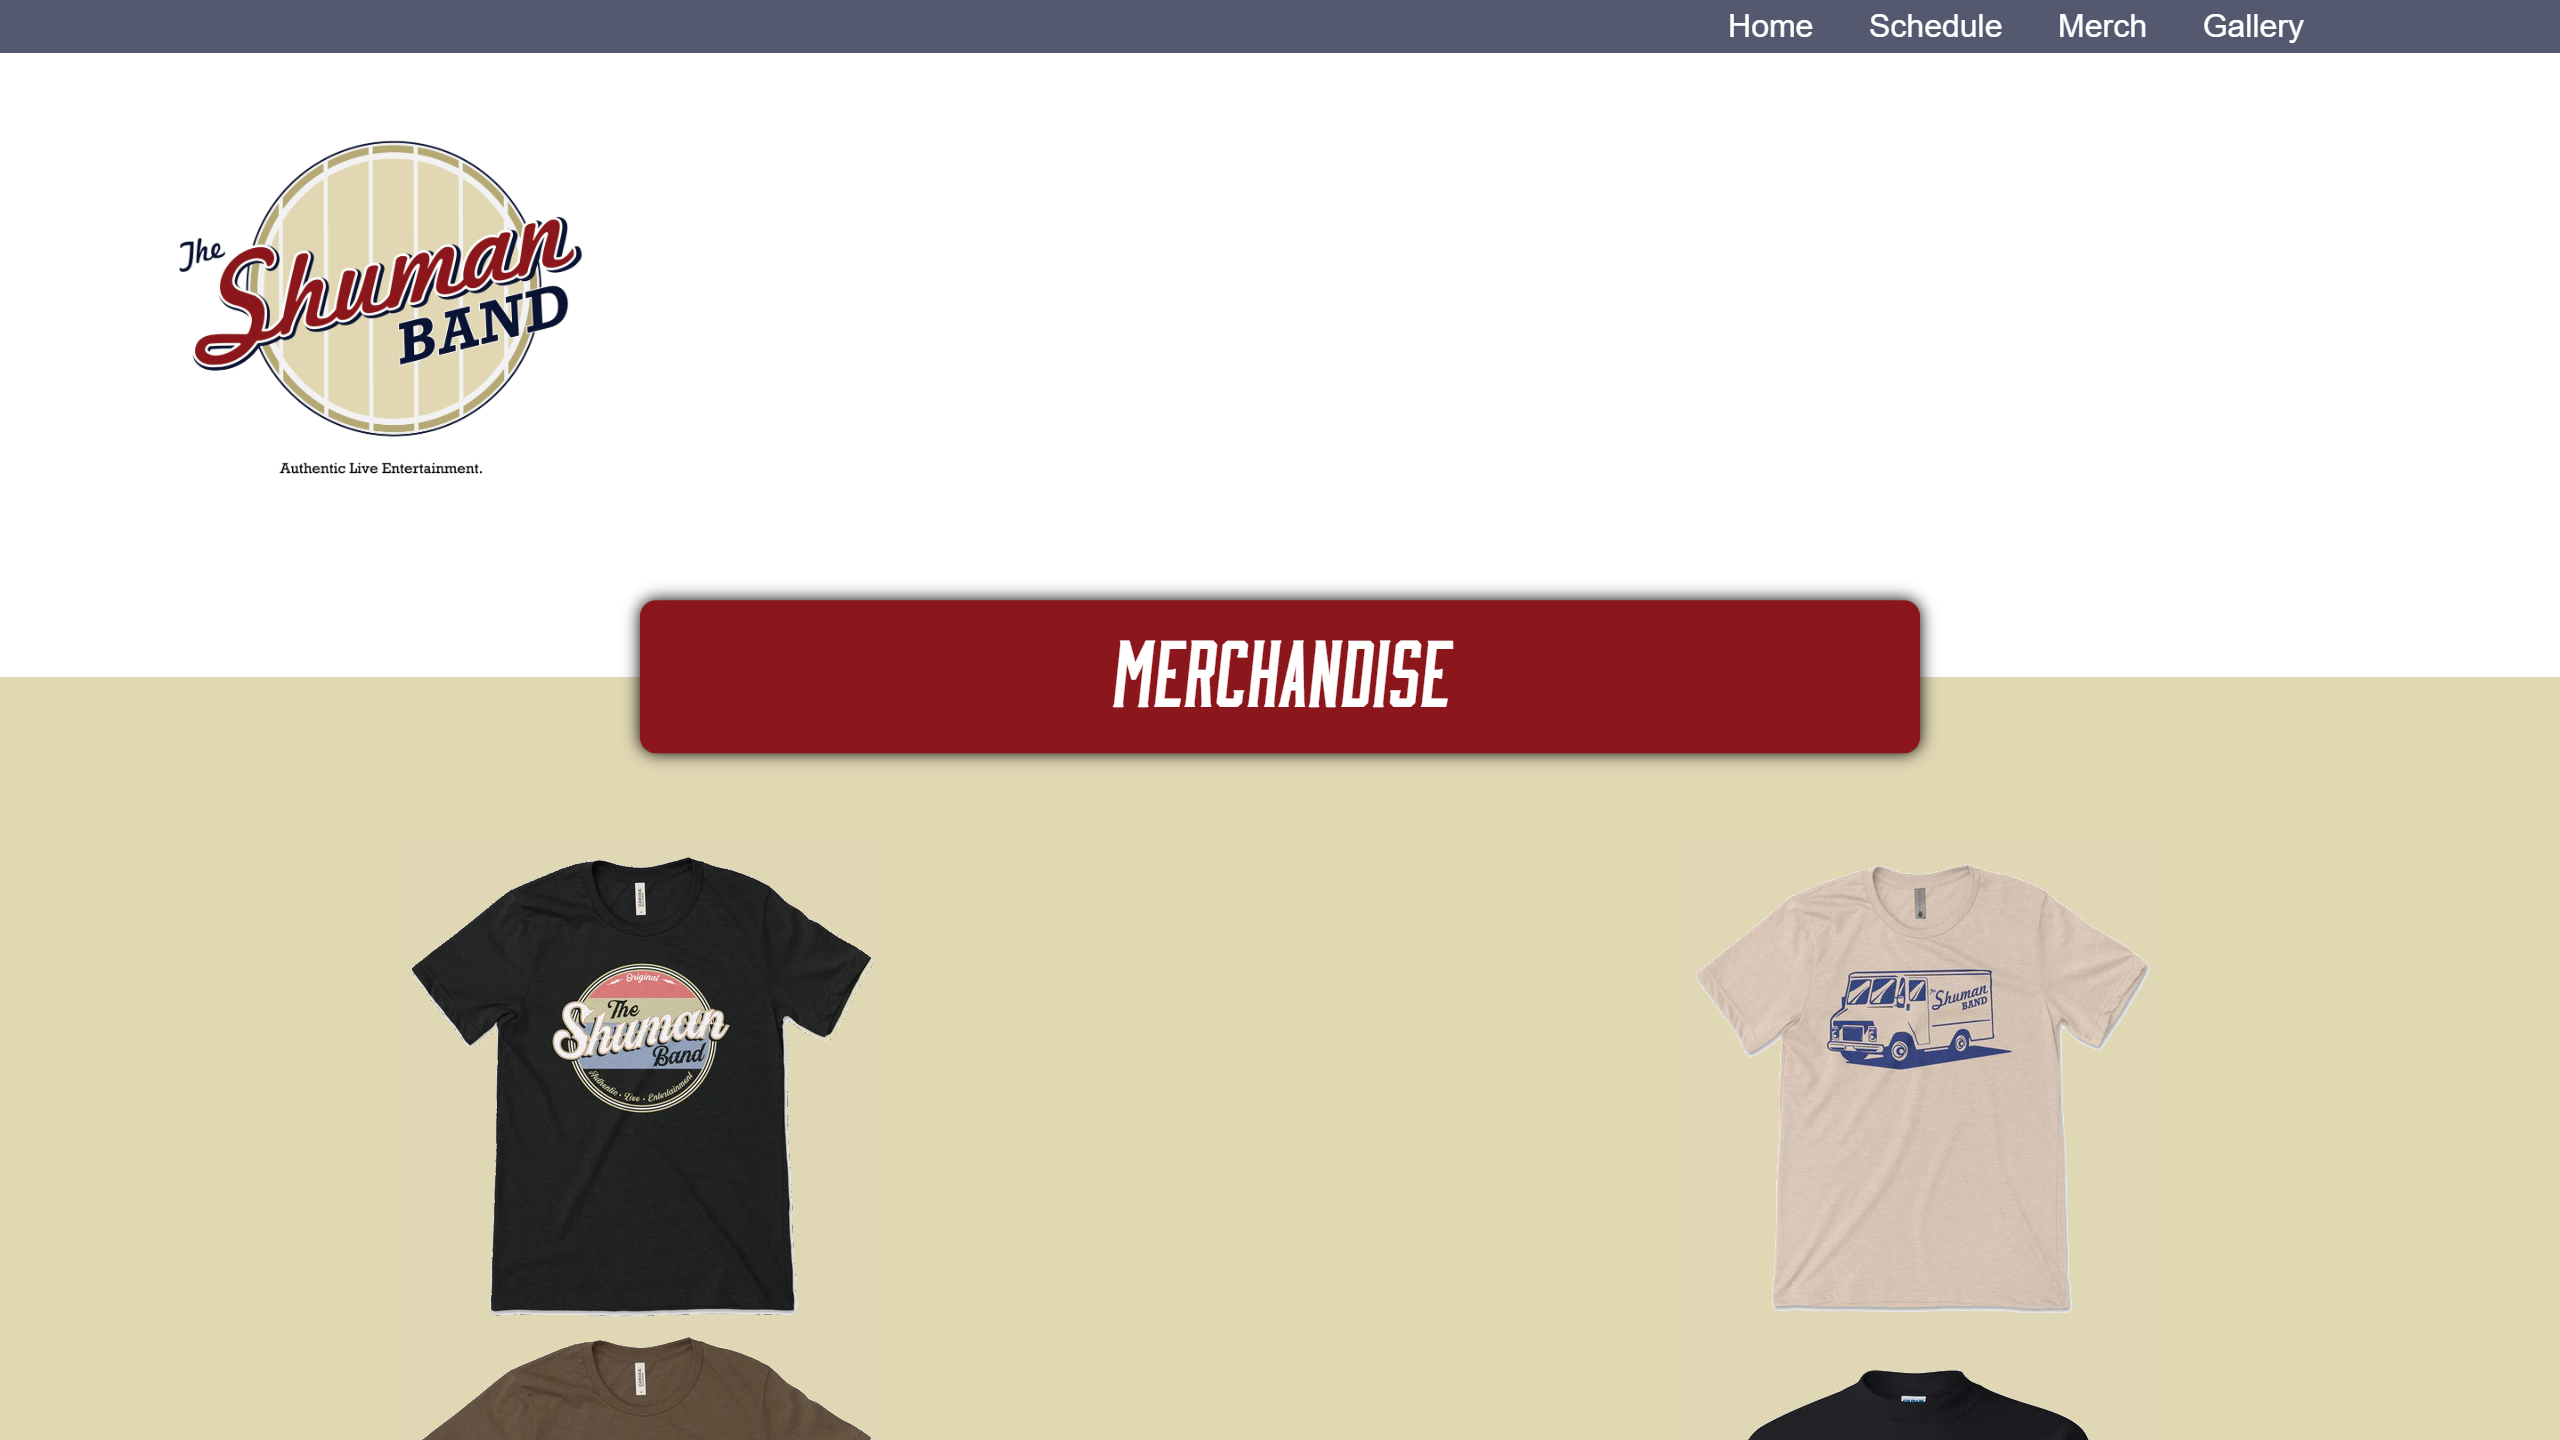 Home Schedule Merch Gallery
The
Shuman
BAND
Authentic Live Entertainment.
MERCHANDISE
Original
The
Shuman
Band
Authentic • Live • Entertainment
The
Shuman
BAND